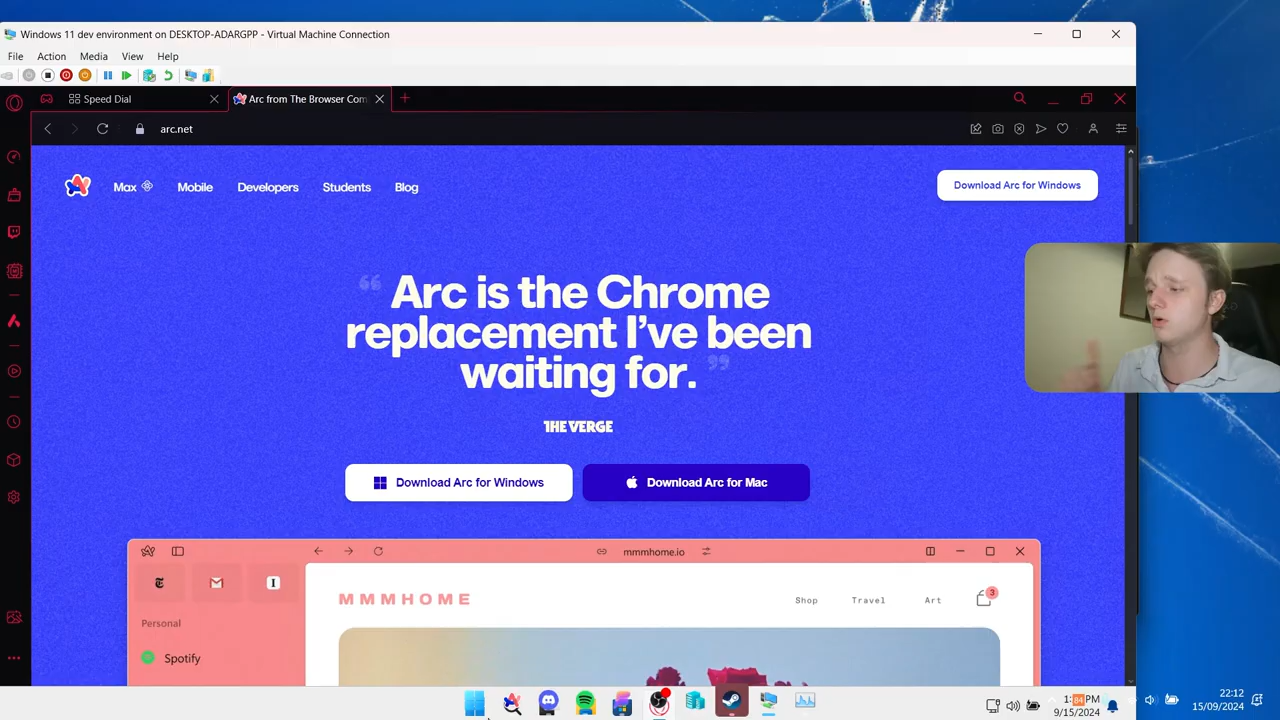 Windows 11 dev environment on DESKTOP-ADARGPP - Virtual Machine Connection
File Action Media View Help
Speed Dial
Arc from The Browser Com
arc.net
Max
Mobile
Developers
Students
Blog
Download Arc for Windows
“ Arc is the Chrome
replacement I’ve been
waiting for. ”
THE VERGE
Download Arc for Windows
Download Arc for Mac
mmmhome.io
MMMHOME
Shop
Travel
Art
3
Personal
Spotify
PM
9/15/2024
22:12
15/09/2024